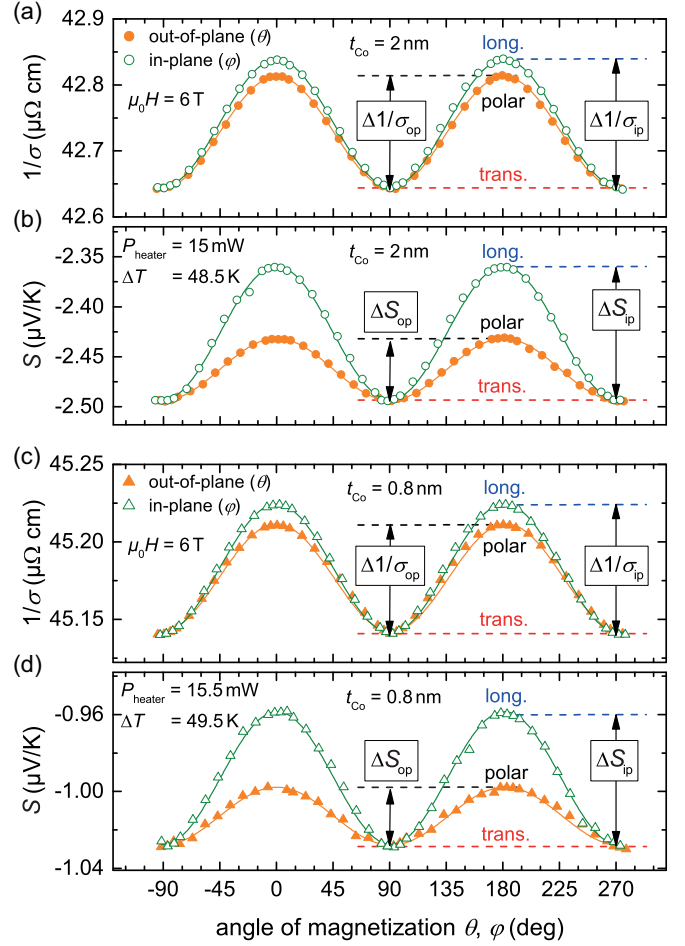 (a)
42.9
42.8
42.7
42.6
1/σ (μΩ cm)
out-of-plane (θ)
in-plane (φ)
μ₀H = 6 T
t_Co = 2 nm
long.
polar
trans.
Δ1/σ_op
Δ1/σ_ip
(b)
-2.35
-2.40
-2.45
-2.50
S (μV/K)
P_heater = 15 mW
ΔT = 48.5 K
t_Co = 2 nm
long.
polar
trans.
ΔS_op
ΔS_ip
(c)
45.25
45.20
45.15
45.10
1/σ (μΩ cm)
out-of-plane (θ)
in-plane (φ)
μ₀H = 6 T
t_Co = 0.8 nm
long.
polar
trans.
Δ1/σ_op
Δ1/σ_ip
(d)
-0.96
-1.00
-1.04
S (μV/K)
P_heater = 15.5 mW
ΔT = 49.5 K
t_Co = 0.8 nm
long.
polar
trans.
ΔS_op
ΔS_ip
-90 -45 0 45 90 135 180 225 270
angle of magnetization θ, φ (deg)